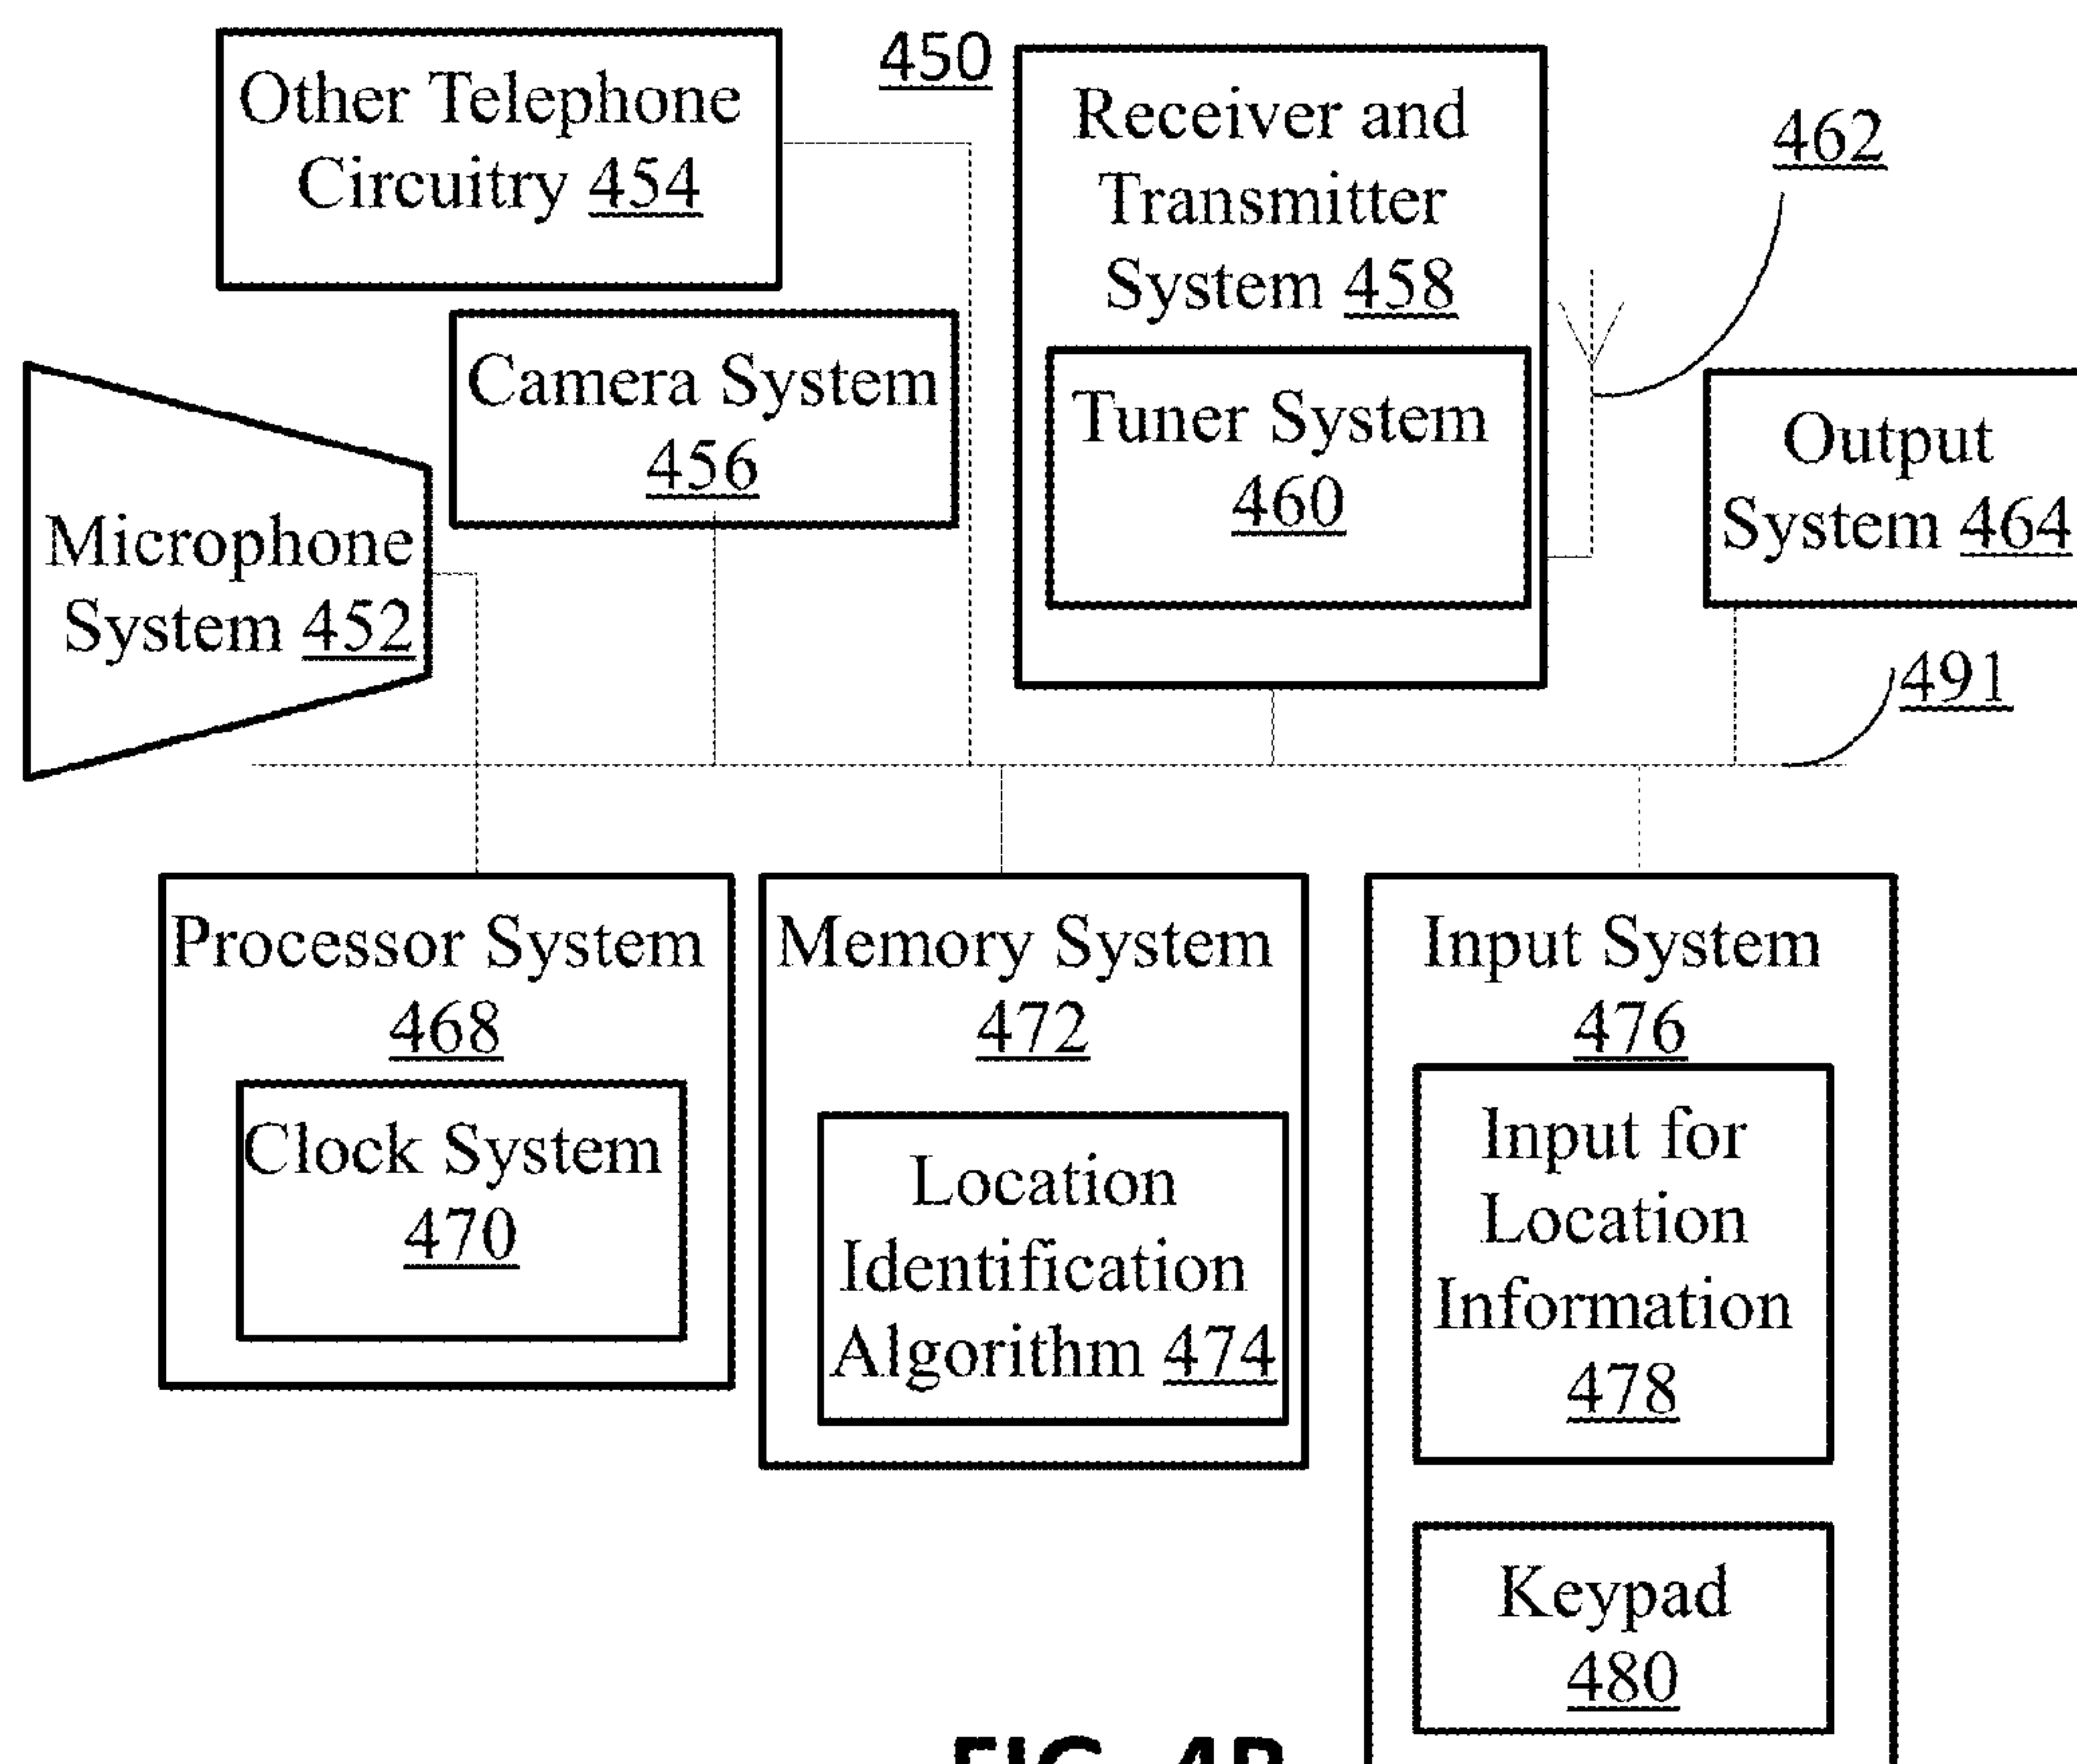 Other Telephone
Circuitry 454
450
Receiver and
Transmitter
System 458
462
Camera System
456
Tuner System
460
Output
System 464
Microphone
System 452
491
Processor System
468
Clock System
470
Memory System
472
Location
Identification
Algorithm 474
Input System
476
Input for
Location
Information
478
Keypad
480
FIG. 4B